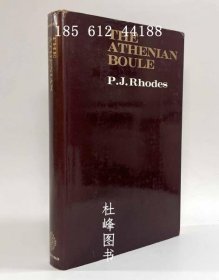 185 612 44188
THE
ATHENIAN
BOULE
P.J.Rhodes
杜峰图书